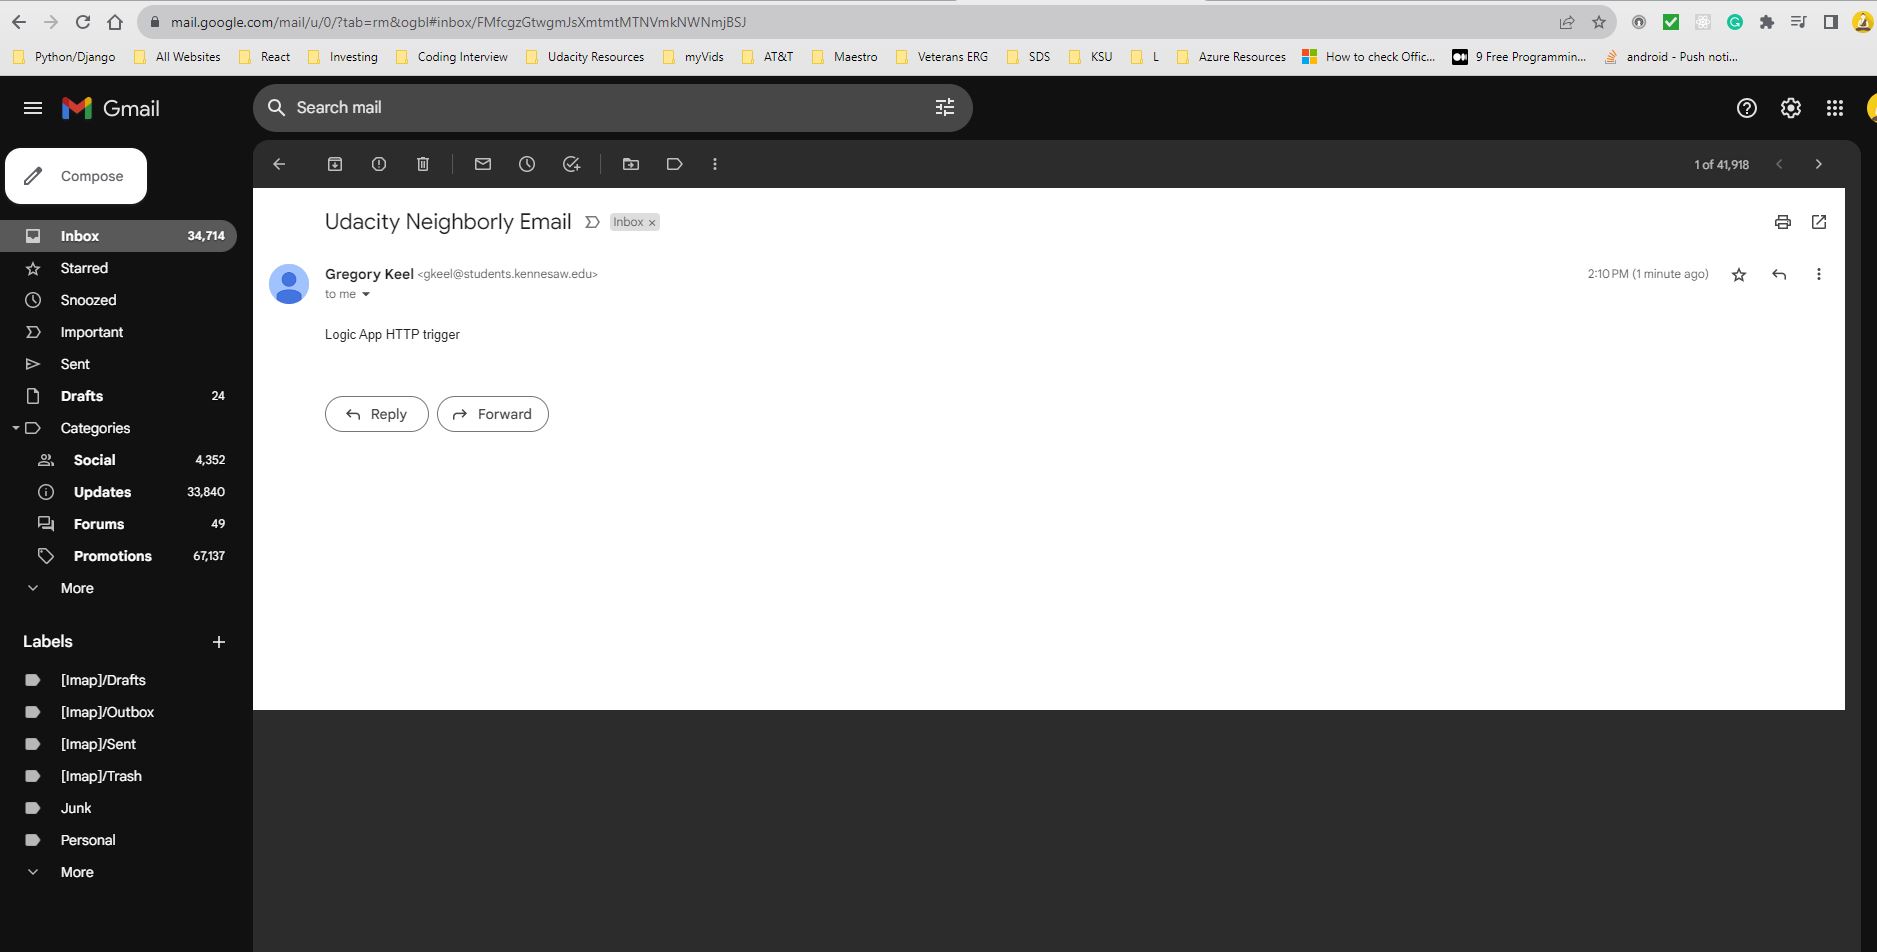 mail.google.com/mail/u/0/?tab=rm&ogbl#inbox/FMfcgzGtwgmJsXmtmtMTNVmkNWNmjBSJ
Python/Django All Websites React Investing Coding Interview Udacity Resources myVids AT&T Maestro Veterans ERG SDS KSU L Azure Resources How to check Offic... 9 Free Programmin... android - Push noti...
Gmail
Search mail
Compose
1 of 41,918
Inbox 34,714
Starred
Snoozed
Important
Sent
Drafts 24
Categories
Social 4,352
Updates 33,840
Forums 49
Promotions 67,137
More
Labels
[Imap]/Drafts
[Imap]/Outbox
[Imap]/Sent
[Imap]/Trash
Junk
Personal
More
Udacity Neighborly Email Inbox x
Gregory Keel <gkeel@students.kennesaw.edu> 2:10 PM (1 minute ago)
to me
Logic App HTTP trigger
Reply Forward